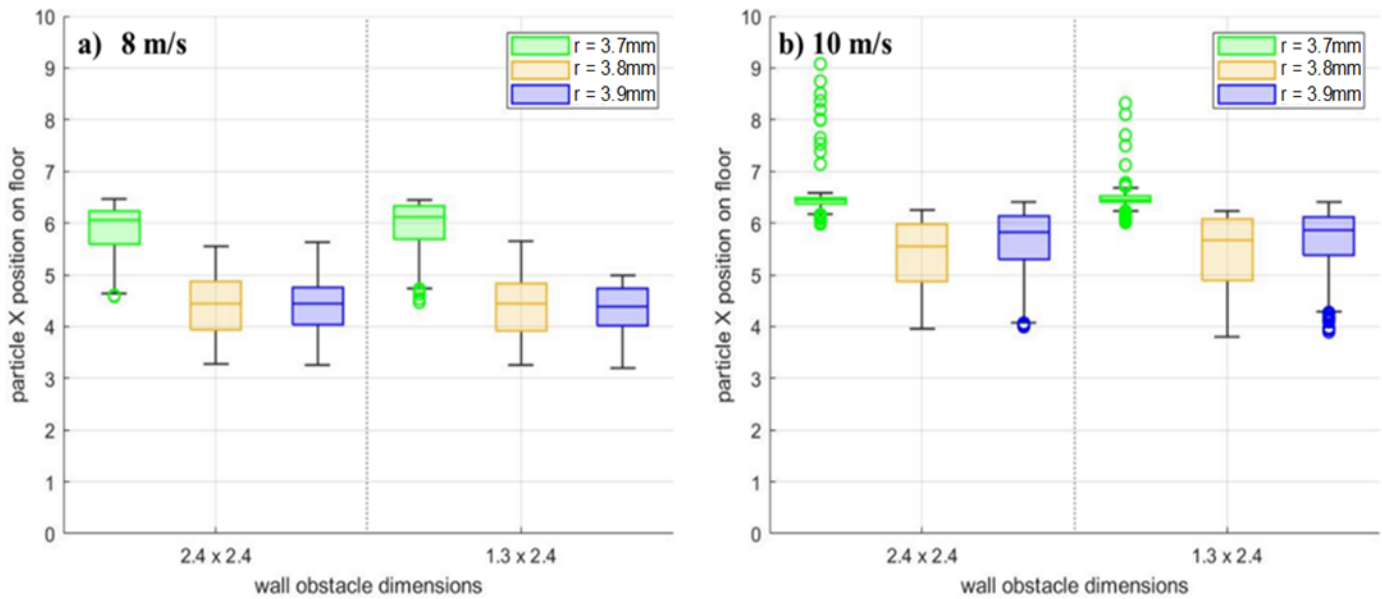 a) 8 m/s
r = 3.7mm
r = 3.8mm
r = 3.9mm
10
9
8
7
6
5
4
3
2
1
0
particle X position on floor
2.4 x 2.4
1.3 x 2.4
wall obstacle dimensions
b) 10 m/s
r = 3.7mm
r = 3.8mm
r = 3.9mm
10
9
8
7
6
5
4
3
2
1
0
particle X position on floor
2.4 x 2.4
1.3 x 2.4
wall obstacle dimensions